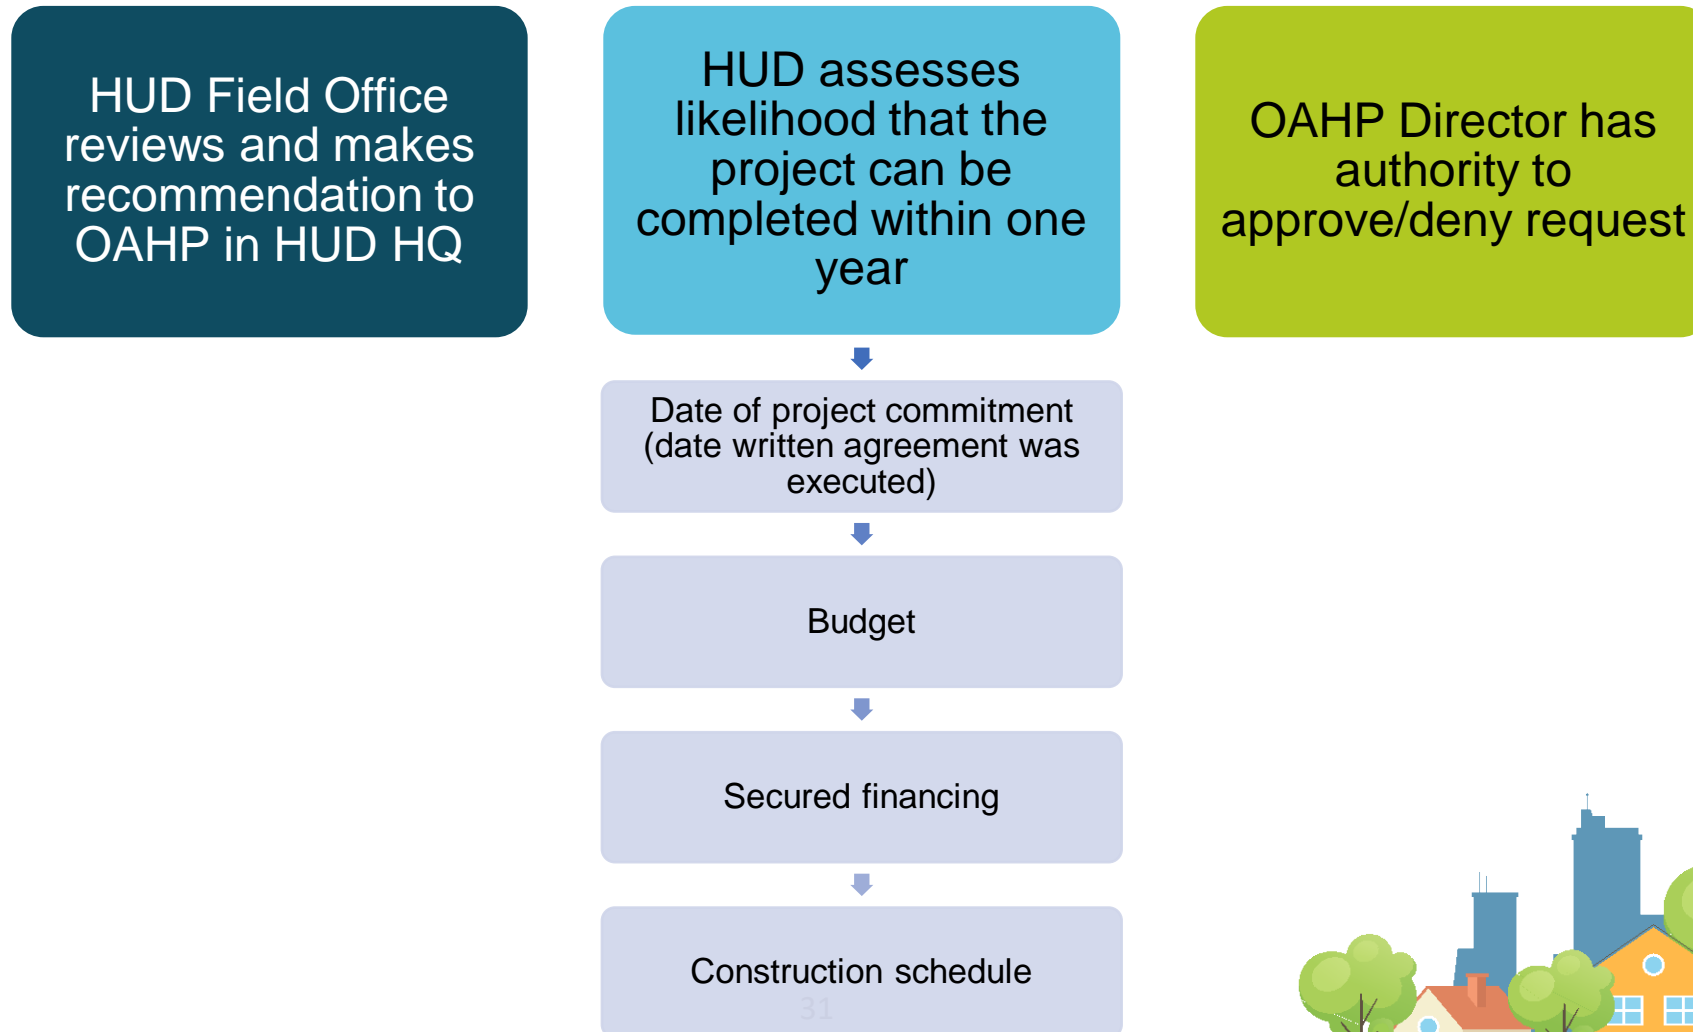 HUD Field Office
reviews and makes
recommendation to
OAHP in HUD HQ
HUD assesses
likelihood that the
project can be
completed within one
year
Date of project commitment
(date written agreement was
executed)
Budget
Secured financing
Construction schedule
OAHP Director has
authority to
approve/deny request
31